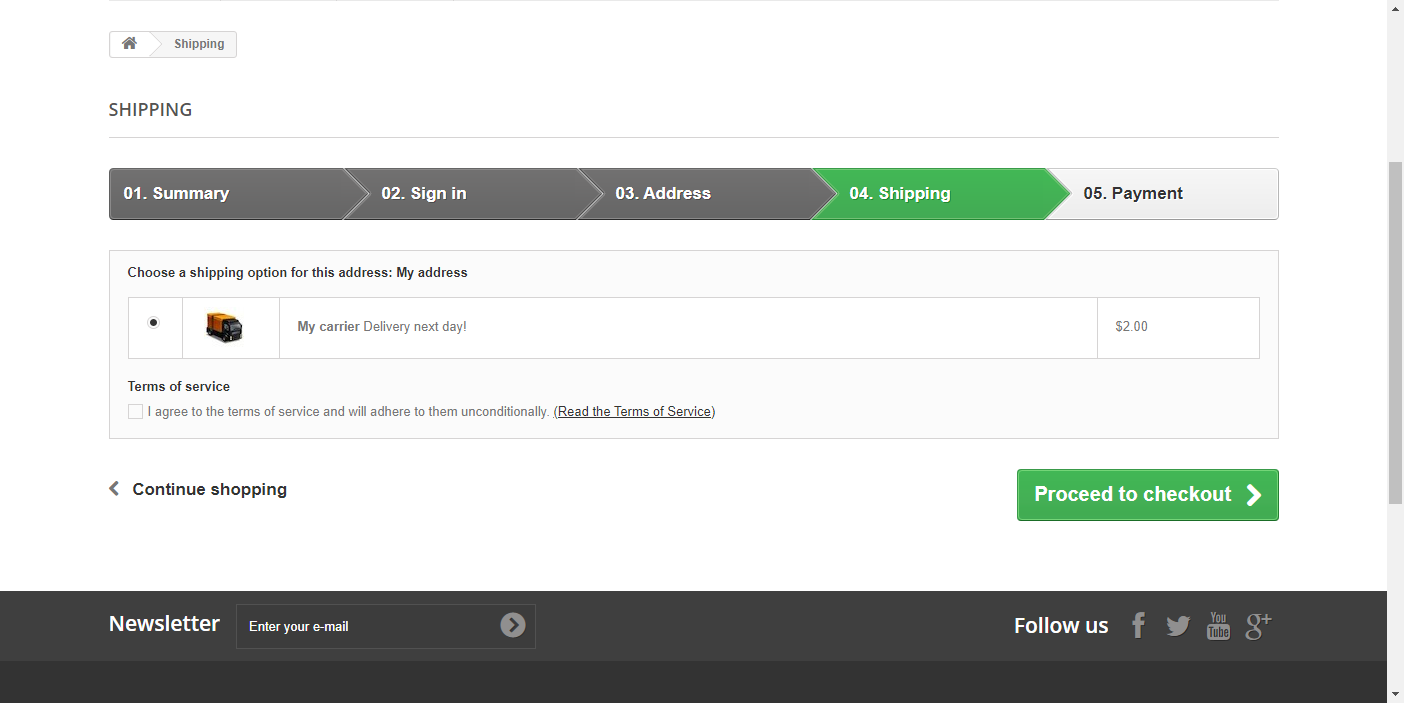 Shipping
SHIPPING
01. Summary 02. Sign in 03. Address 04. Shipping 05. Payment
Choose a shipping option for this address: My address
My carrier Delivery next day! $2.00
Terms of service
I agree to the terms of service and will adhere to them unconditionally. (Read the Terms of Service)
Continue shopping Proceed to checkout
Newsletter Enter your e-mail Follow us You Tube g+